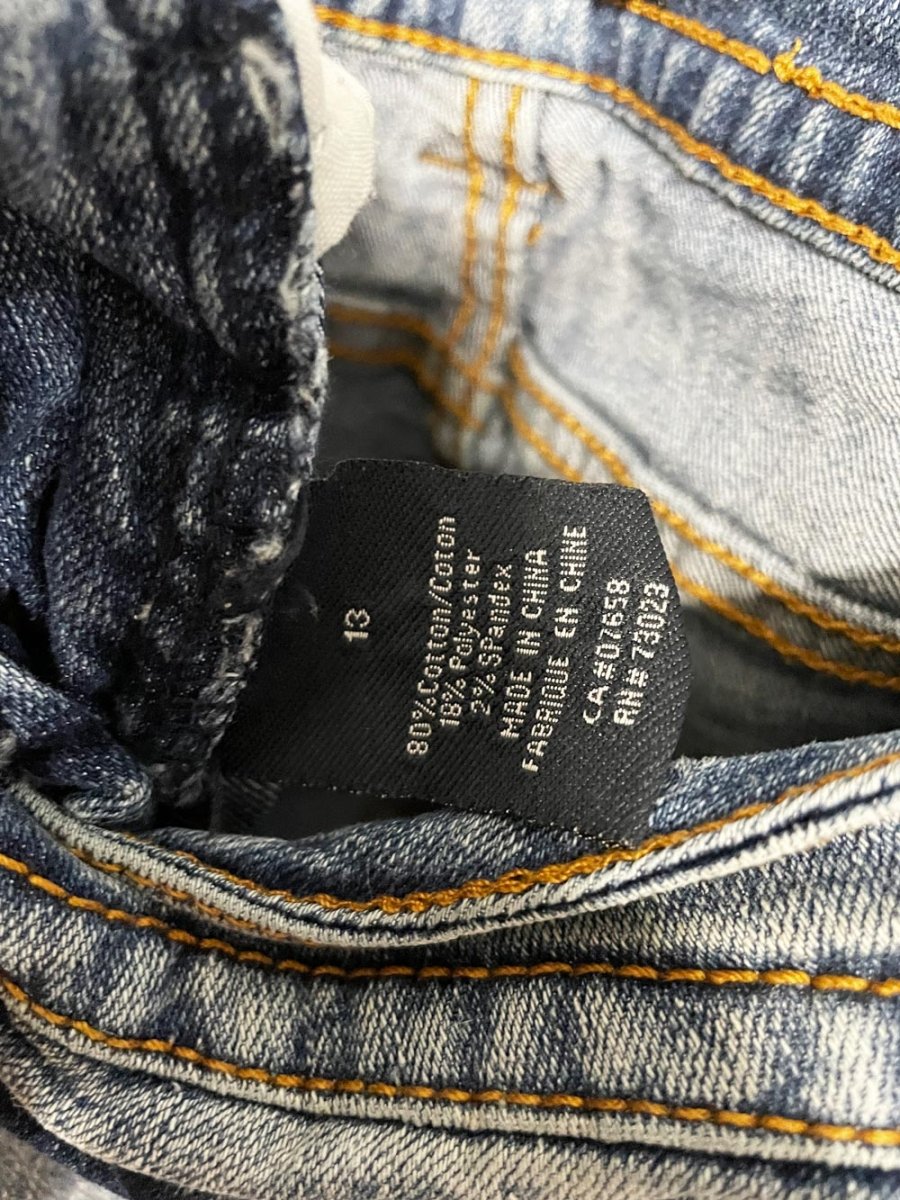 13
80% Cotton/Coton
18% Polyester
2% SPandex
MADE IN CHINA
FABRIQUE EN CHINE
CA#07658
RN# 73023